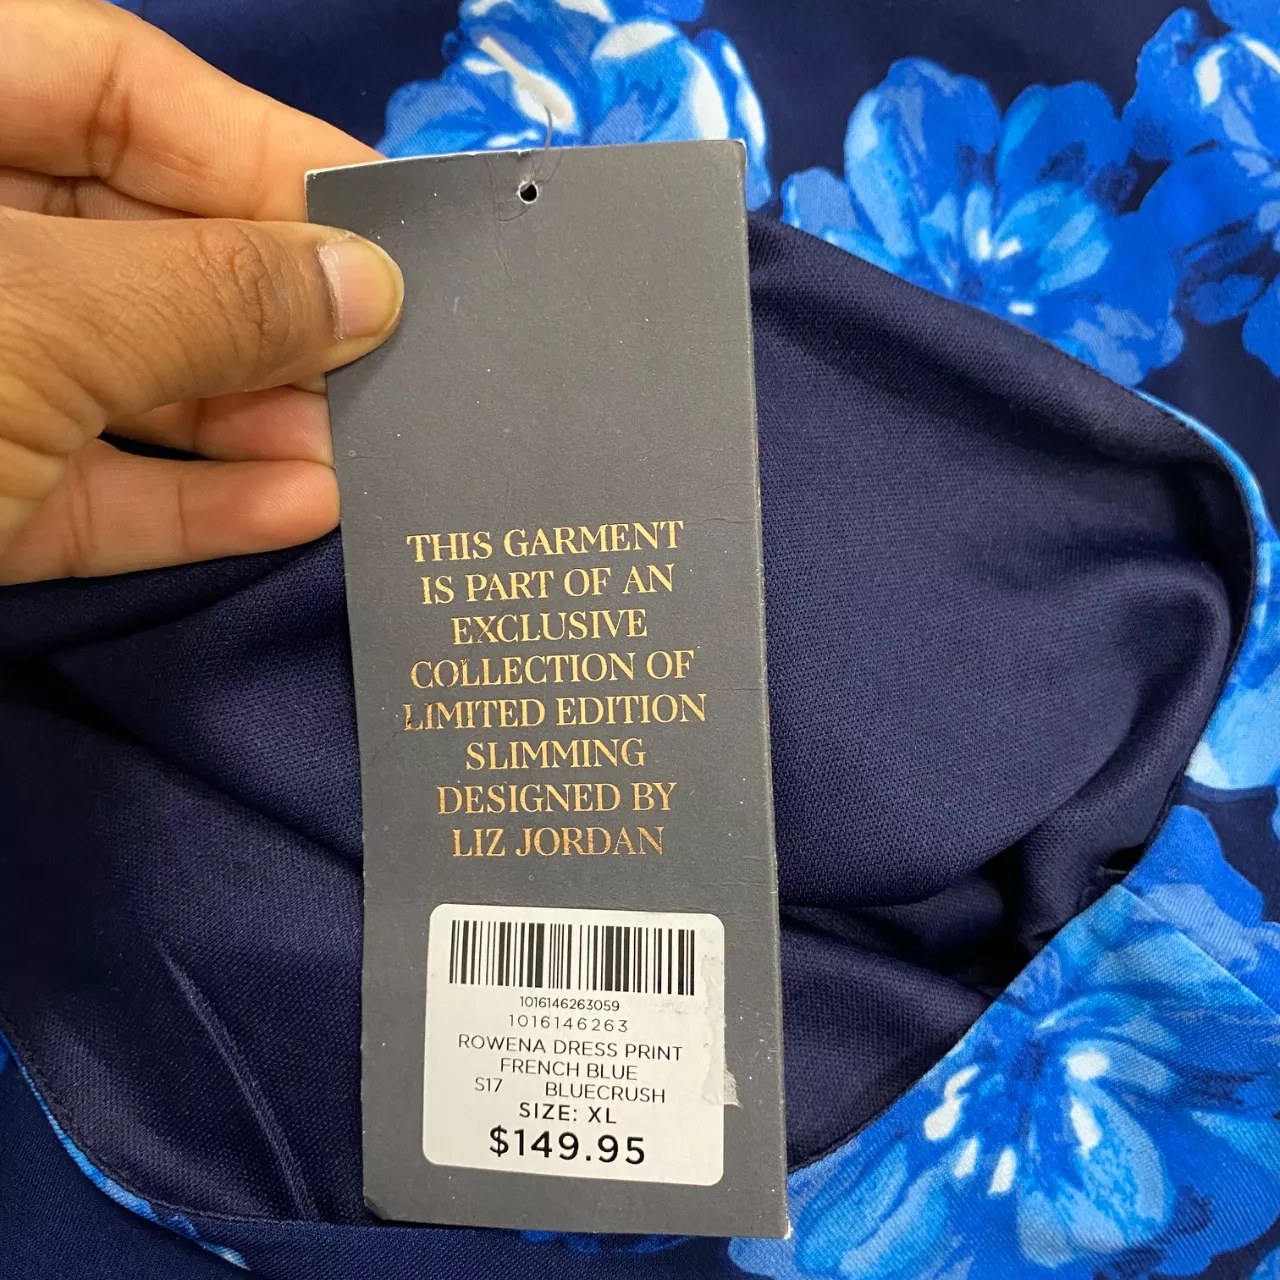 THIS GARMENT
IS PART OF AN
EXCLUSIVE
COLLECTION OF
LIMITED EDITION
SLIMMING
DESIGNED BY
LIZ JORDAN
1016146263059
1016146263
ROWENA DRESS PRINT
FRENCH BLUE
S17 BLUECRUSH
SIZE: XL
$149.95